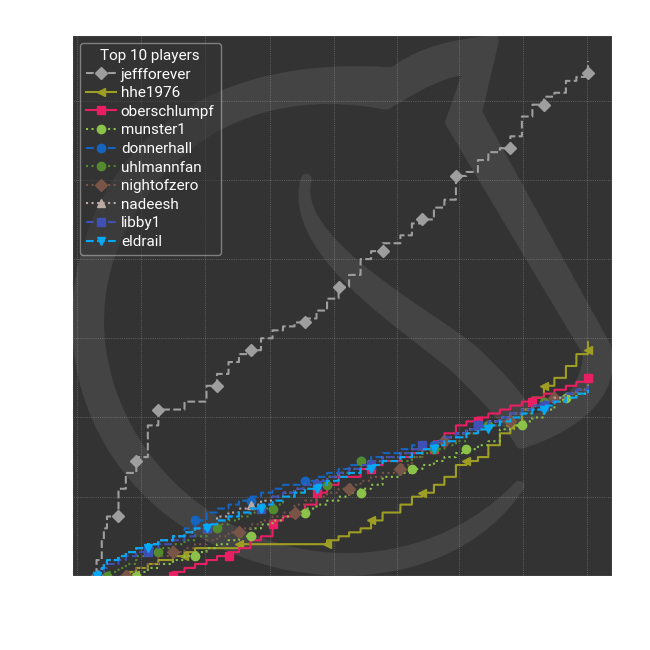 Top 10 players
jeffforever
hhe1976
oberschlumpf
munster1
donnerhall
uhlmannfan
nightofzero
nadeesh
libby1
eldrail